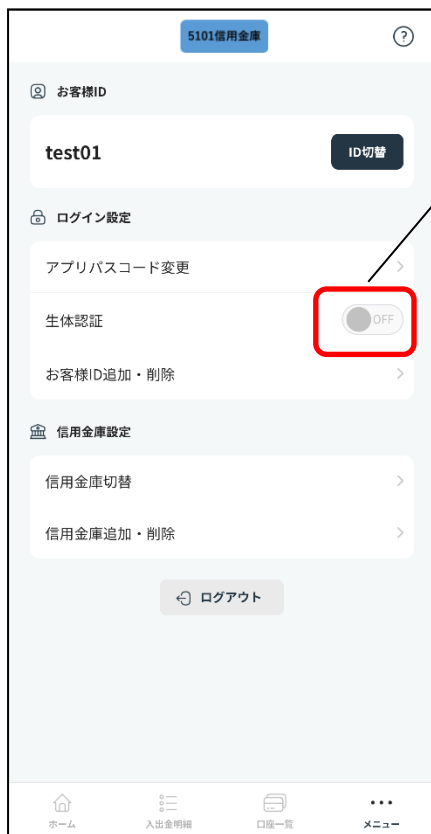 5101信用金庫
?
お客様ID
test01
ID切替
ログイン設定
アプリパスコード変更
生体認証
OFF
お客様ID追加・削除
信用金庫設定
信用金庫切替
信用金庫追加・削除
ログアウト
ホーム
入出金明細
口座一覧
メニュー